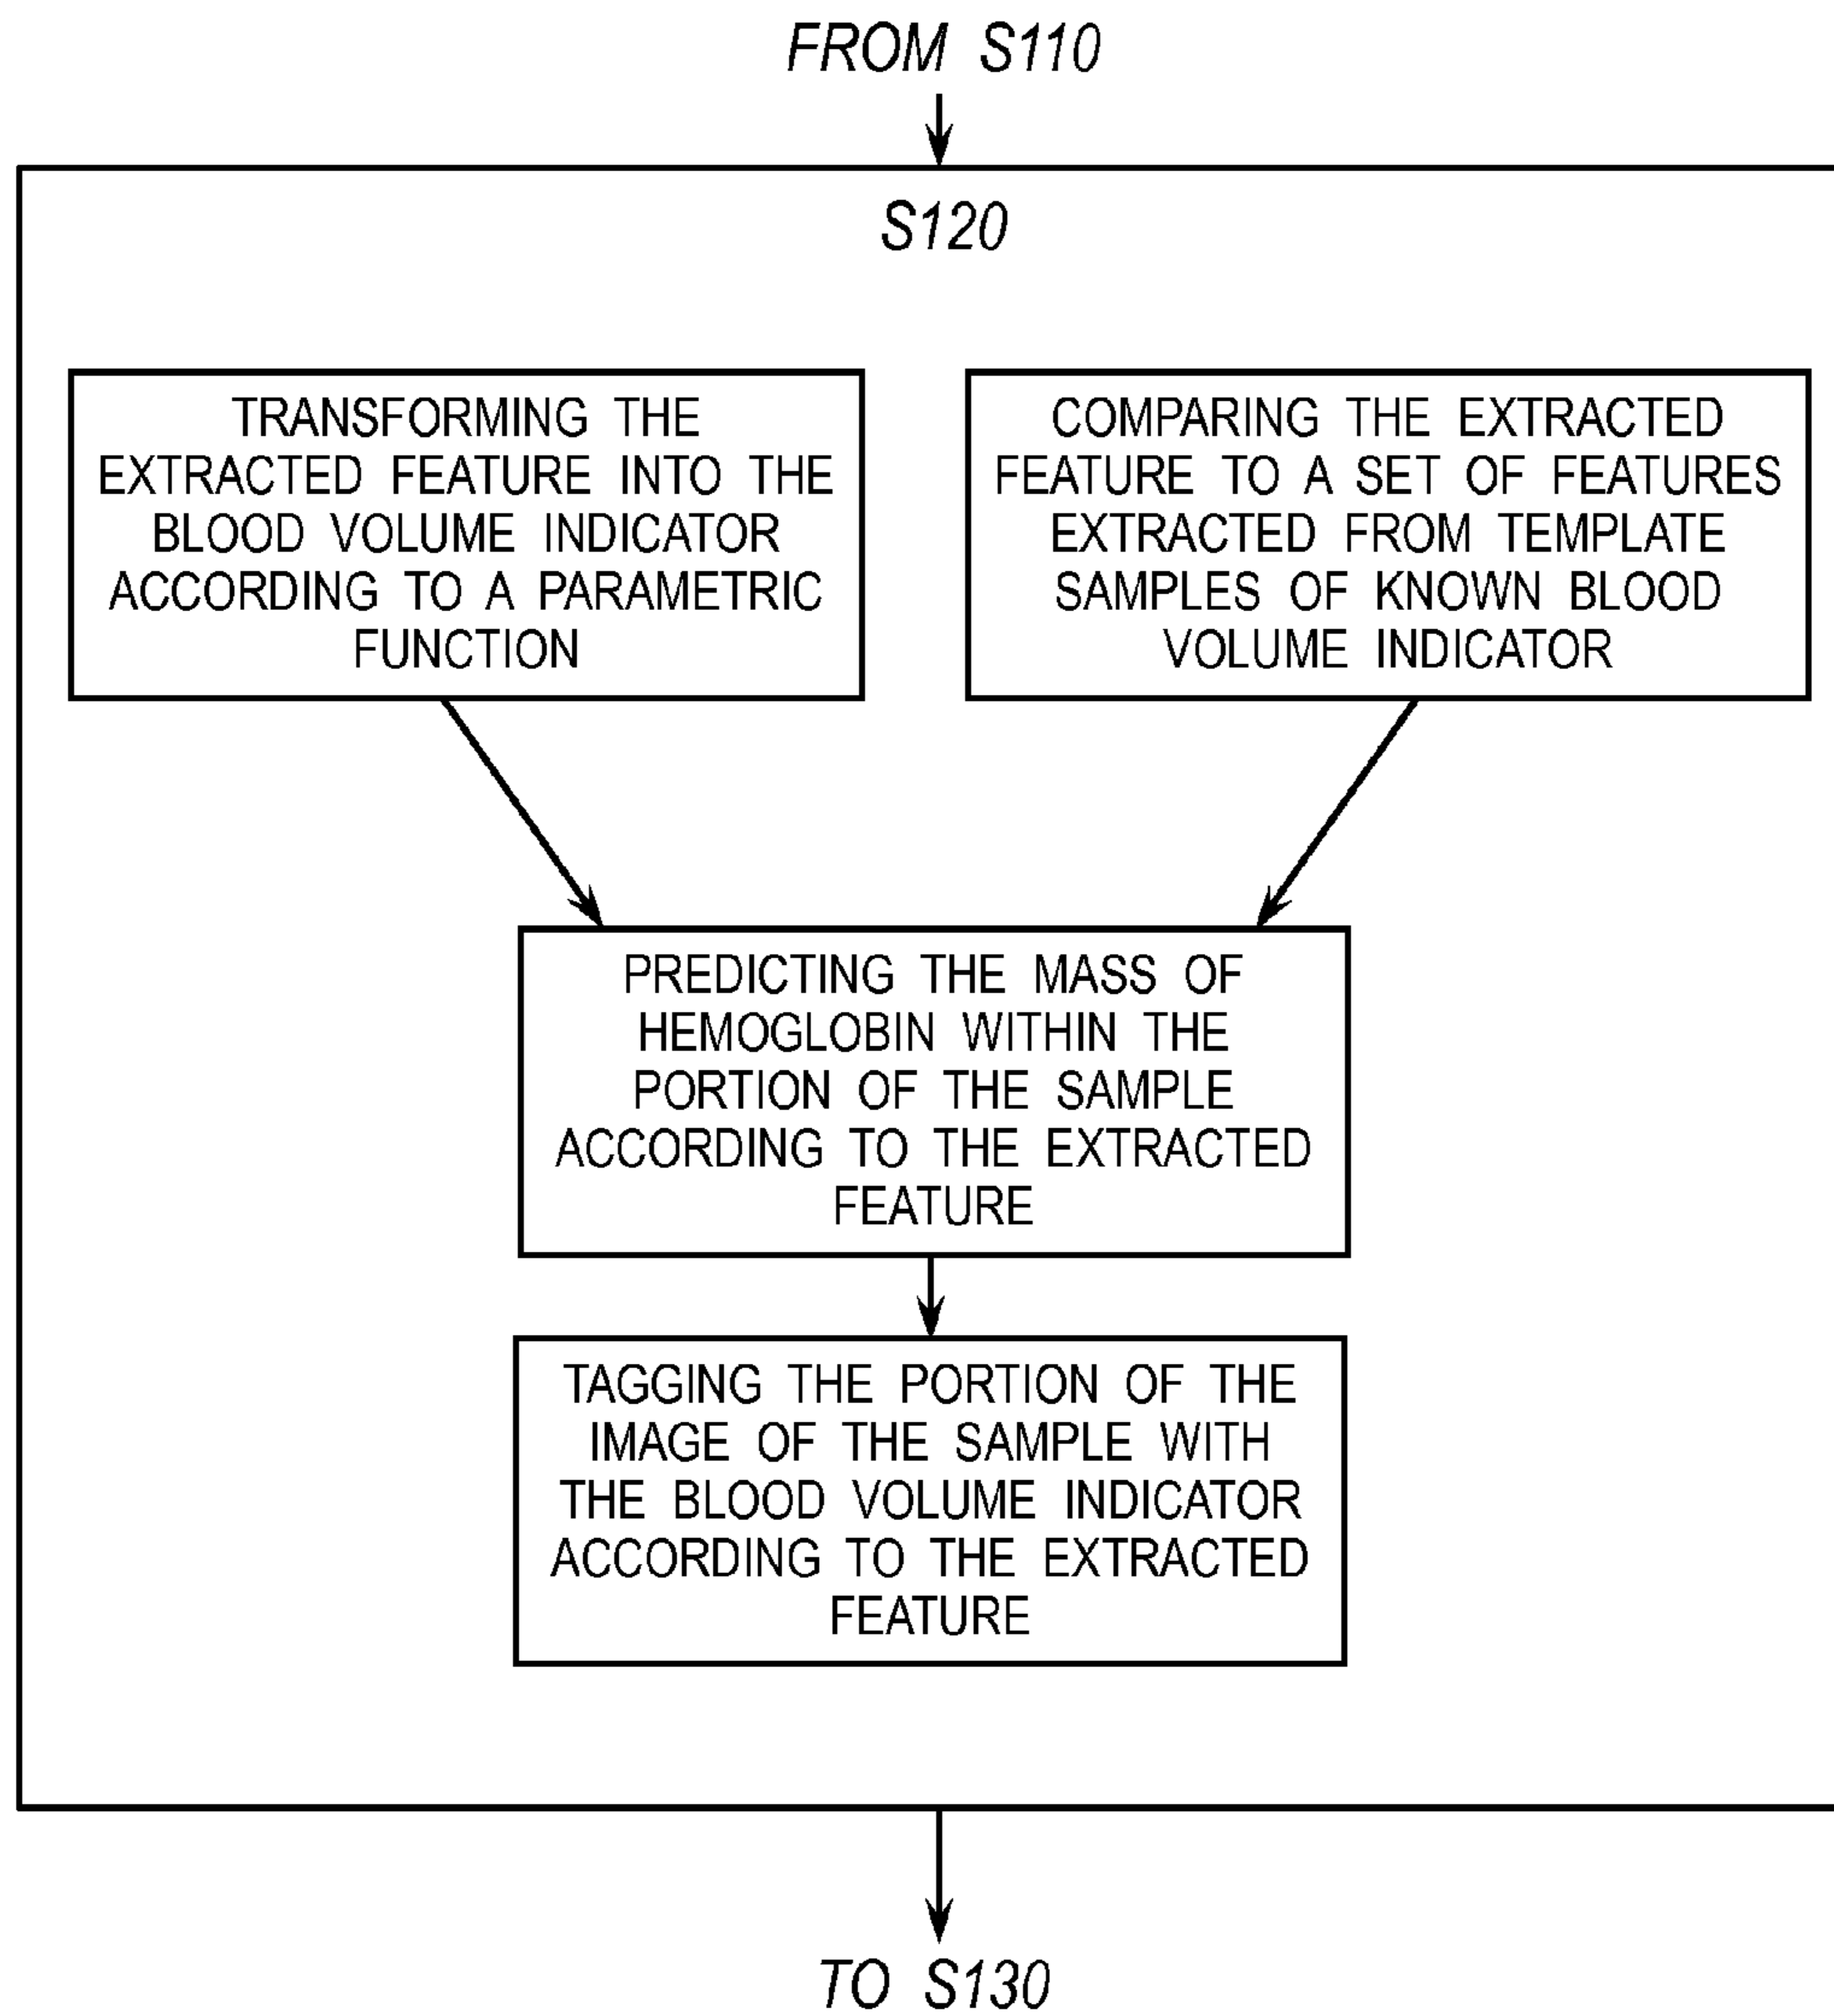 FROM S110
S120
TRANSFORMING THE
EXTRACTED FEATURE INTO THE
BLOOD VOLUME INDICATOR
ACCORDING TO A PARAMETRIC
FUNCTION
COMPARING THE EXTRACTED
FEATURE TO A SET OF FEATURES
EXTRACTED FROM TEMPLATE
SAMPLES OF KNOWN BLOOD
VOLUME INDICATOR
PREDICTING THE MASS OF
HEMOGLOBIN WITHIN THE
PORTION OF THE SAMPLE
ACCORDING TO THE EXTRACTED
FEATURE
TAGGING THE PORTION OF THE
IMAGE OF THE SAMPLE WITH
THE BLOOD VOLUME INDICATOR
ACCORDING TO THE EXTRACTED
FEATURE
TO S130